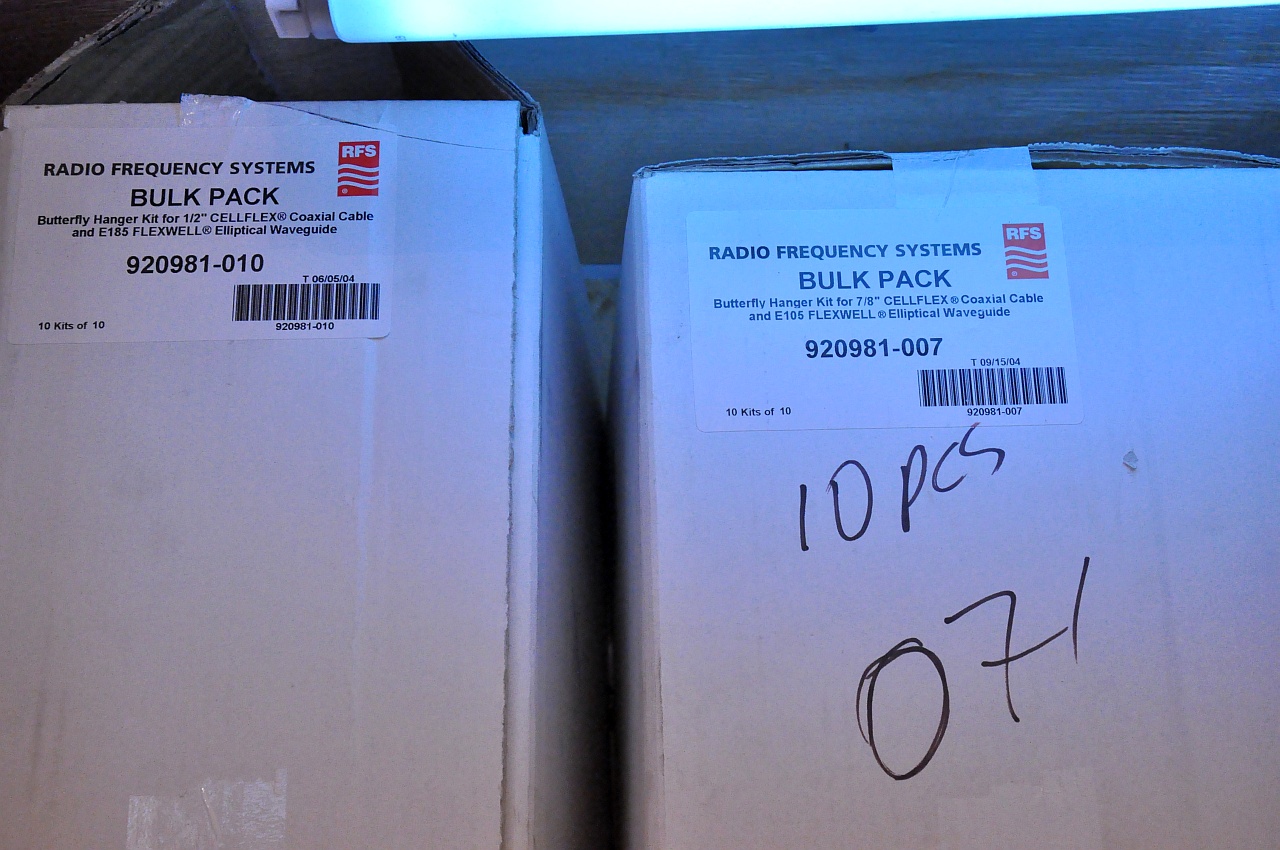 RADIO FREQUENCY SYSTEMS
RFS
BULK PACK
Butterfly Hanger Kit for 1/2" CELLFLEX® Coaxial Cable
and E185 FLEXWELL® Elliptical Waveguide
920981-010
T 06/05/04
10 Kits of 10
920981-010
RADIO FREQUENCY SYSTEMS
RFS
BULK PACK
Butterfly Hanger Kit for 7/8" CELLFLEX® Coaxial Cable
and E105 FLEXWELL® Elliptical Waveguide
920981-007
T 09/15/04
10 Kits of 10
920981-007
10 pcs
071